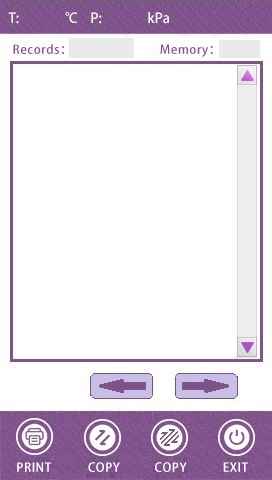 T: ℃ P: kPa
Records: Memory:
PRINT COPY COPY EXIT